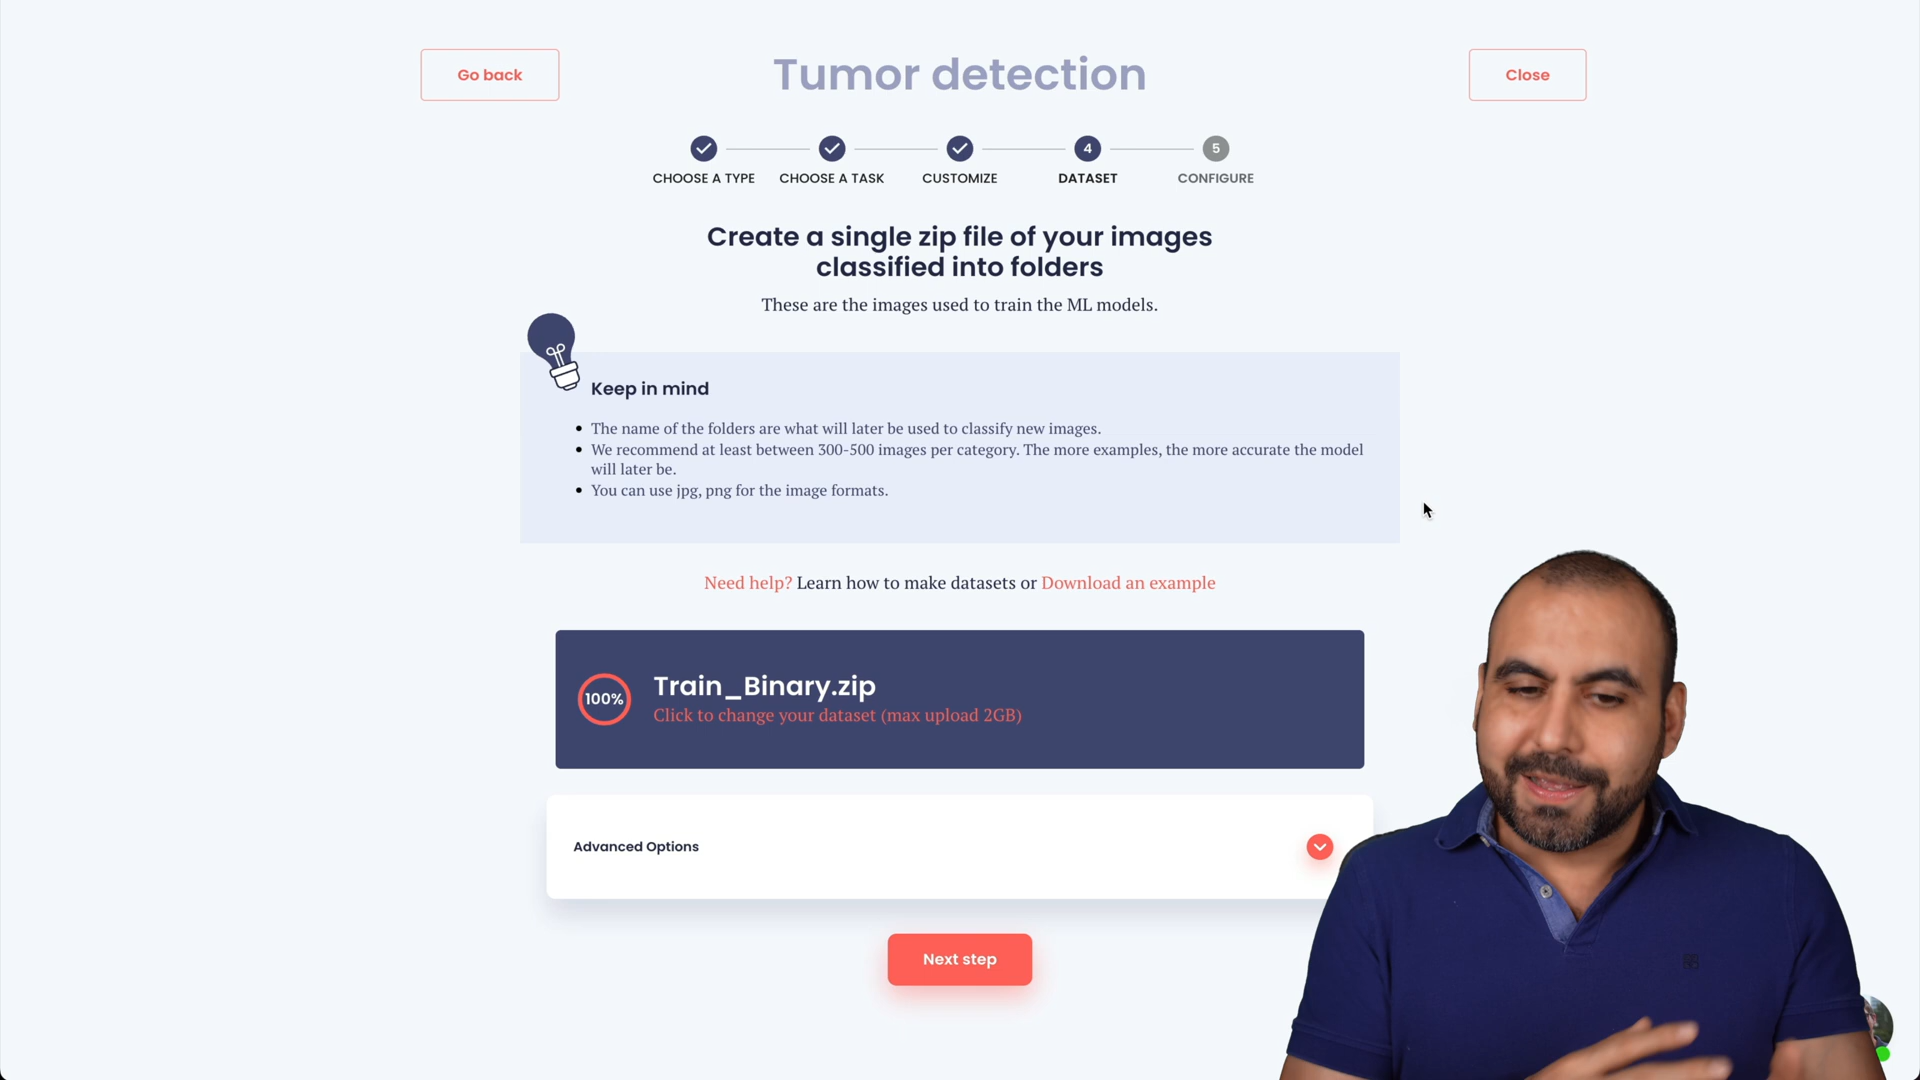 Go back
Tumor detection
Close
4
5
CHOOSE A TYPE
CHOOSE A TASK
CUSTOMIZE
DATASET
CONFIGURE
Create a single zip file of your images
classified into folders
These are the images used to train the ML models.
Keep in mind
The name of the folders are what will later be used to classify new images.
We recommend at least between 300-500 images per category. The more examples, the more accurate the model
will later be.
You can use jpg, png for the image formats.
Need help? Learn how to make datasets or Download an example
100%
Train_Binary.zip
Click to change your dataset (max upload 2GB)
Advanced Options
Next step